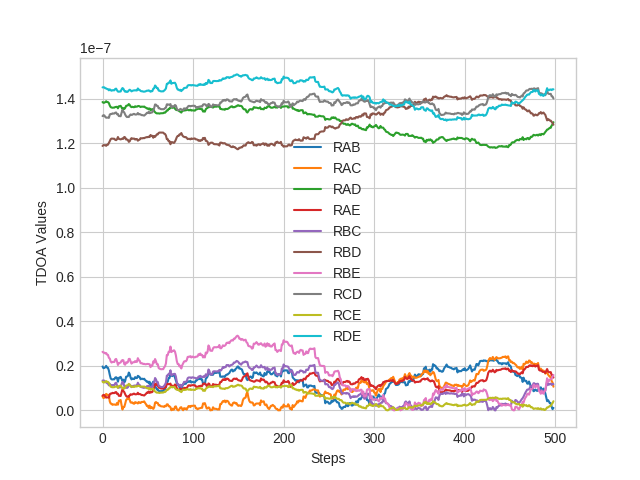 1e−7
1.4
1.2
1.0
0.8
0.6
0.4
0.2
0.0
TDOA Values
RAB
RAC
RAD
RAE
RBC
RBD
RBE
RCD
RCE
RDE
0 100 200 300 400 500
Steps